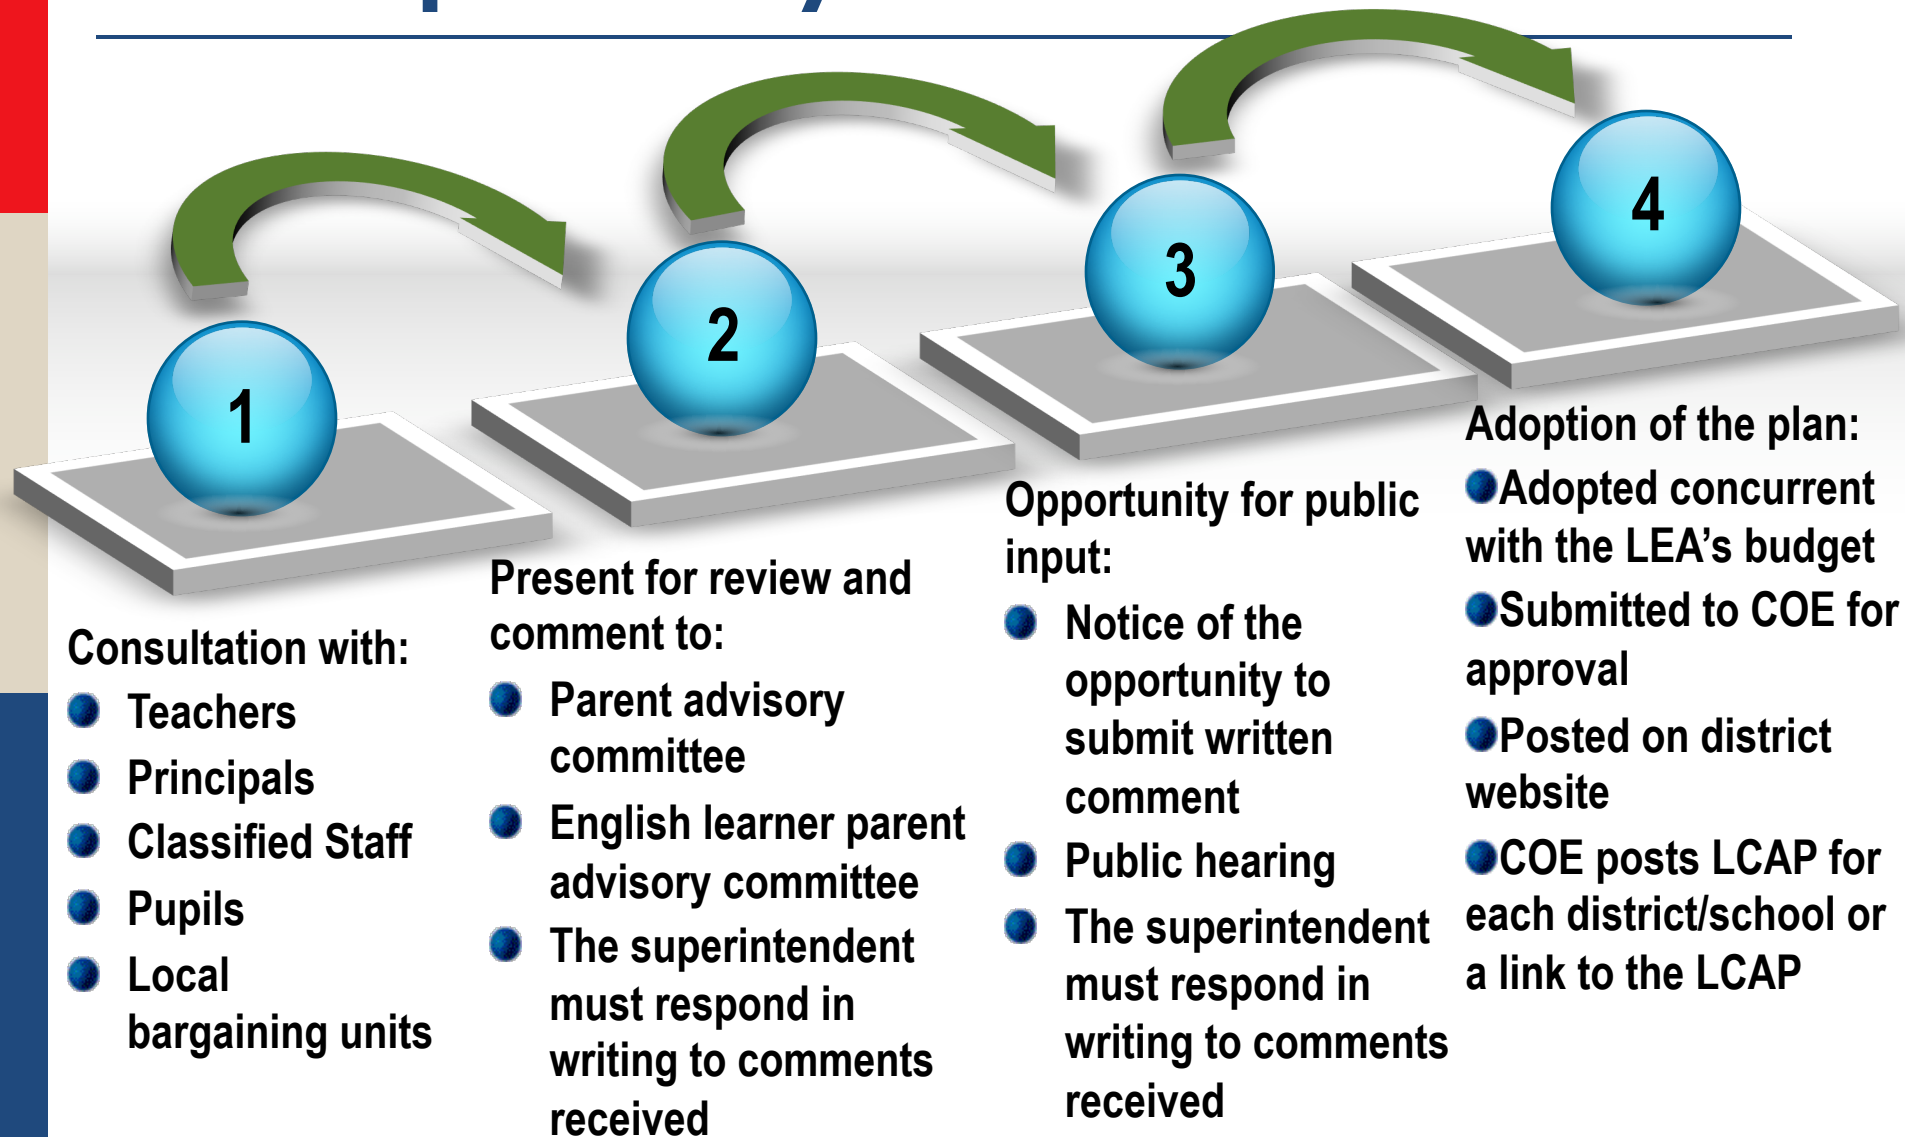 1
Consultation with:
Teachers
Principals
Classified Staff
Pupils
Local
bargaining units
2
Present for review and
comment to:
Parent advisory
committee
English learner parent
advisory committee
The superintendent
must respond in
writing to comments
received
3
Opportunity for public
input:
Notice of the
opportunity to
submit written
comment
Public hearing
The superintendent
must respond in
writing to comments
received
4
Adoption of the plan:
Adopted concurrent
with the LEA’s budget
Submitted to COE for
approval
Posted on district
website
COE posts LCAP for
each district/school or
a link to the LCAP